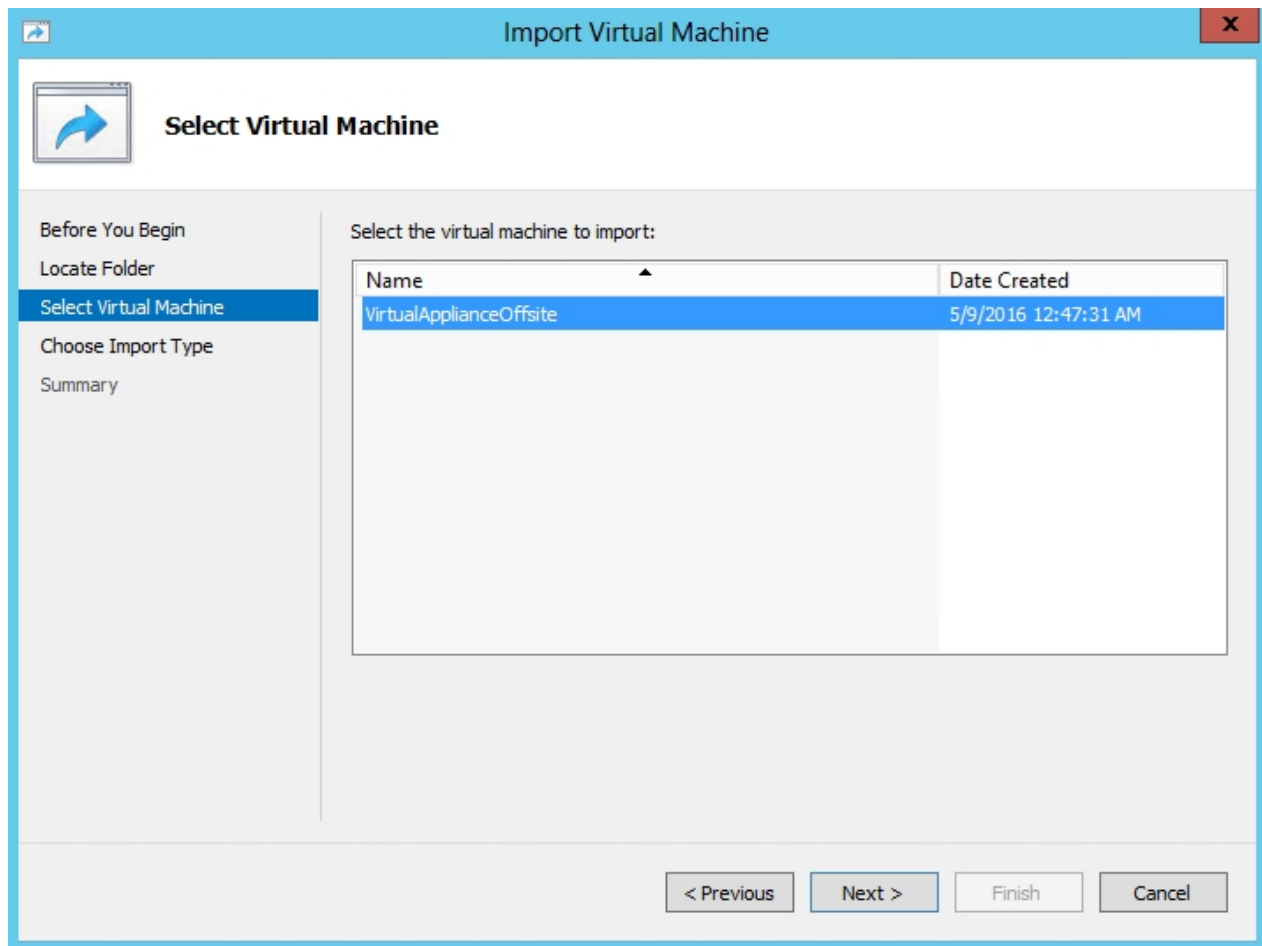 Import Virtual Machine
x
Select Virtual Machine
Before You Begin
Locate Folder
Select Virtual Machine
Choose Import Type
Summary
Select the virtual machine to import:
Name Date Created
VirtualApplianceOffsite 5/9/2016 12:47:31 AM
< Previous Next > Finish Cancel